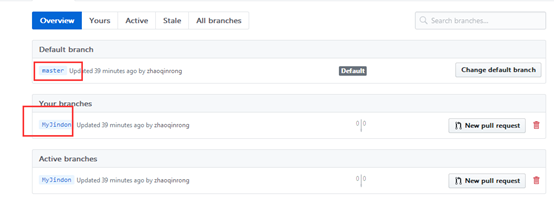 Overview Yours Active Stale All branches Search branches...
Default branch
master Updated 39 minutes ago by zhaoqinrong Default Change default branch
Your branches
MyJindon Updated 39 minutes ago by zhaoqinrong 0 0 New pull request
Active branches
MyJindon Updated 39 minutes ago by zhaoqinrong 0 0 New pull request